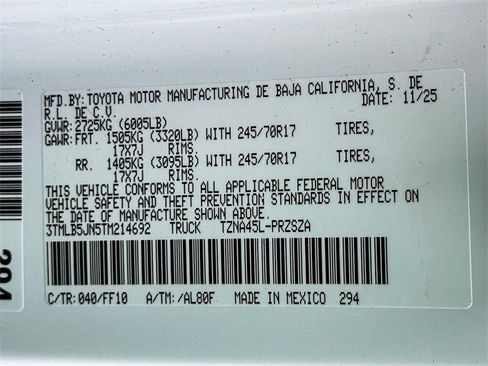 MFD.BY:TOYOTA MOTOR MANUFACTURING DE BAJA CALIFORNIA, S. DE
R.L. DE C.V. DATE: 11/25
GVWR: 2725KG (6005LB)
GAWR:FRT. 1505KG (3320LB) WITH 245/70R17 TIRES,
17X7J RIMS.
RR. 1405KG (3095LB) WITH 245/70R17 TIRES,
17X7J RIMS.
THIS VEHICLE CONFORMS TO ALL APPLICABLE FEDERAL MOTOR
VEHICLE SAFETY AND THEFT PREVENTION STANDARDS IN EFFECT ON THE
DATE OF MANUFACTURE SHOWN ABOVE.
3TMLB5JN5TM214692 TRUCK TZNA45L-PRZSZA
C/TR:040/FF10 A/TM:/AL80F MADE IN MEXICO 294
294